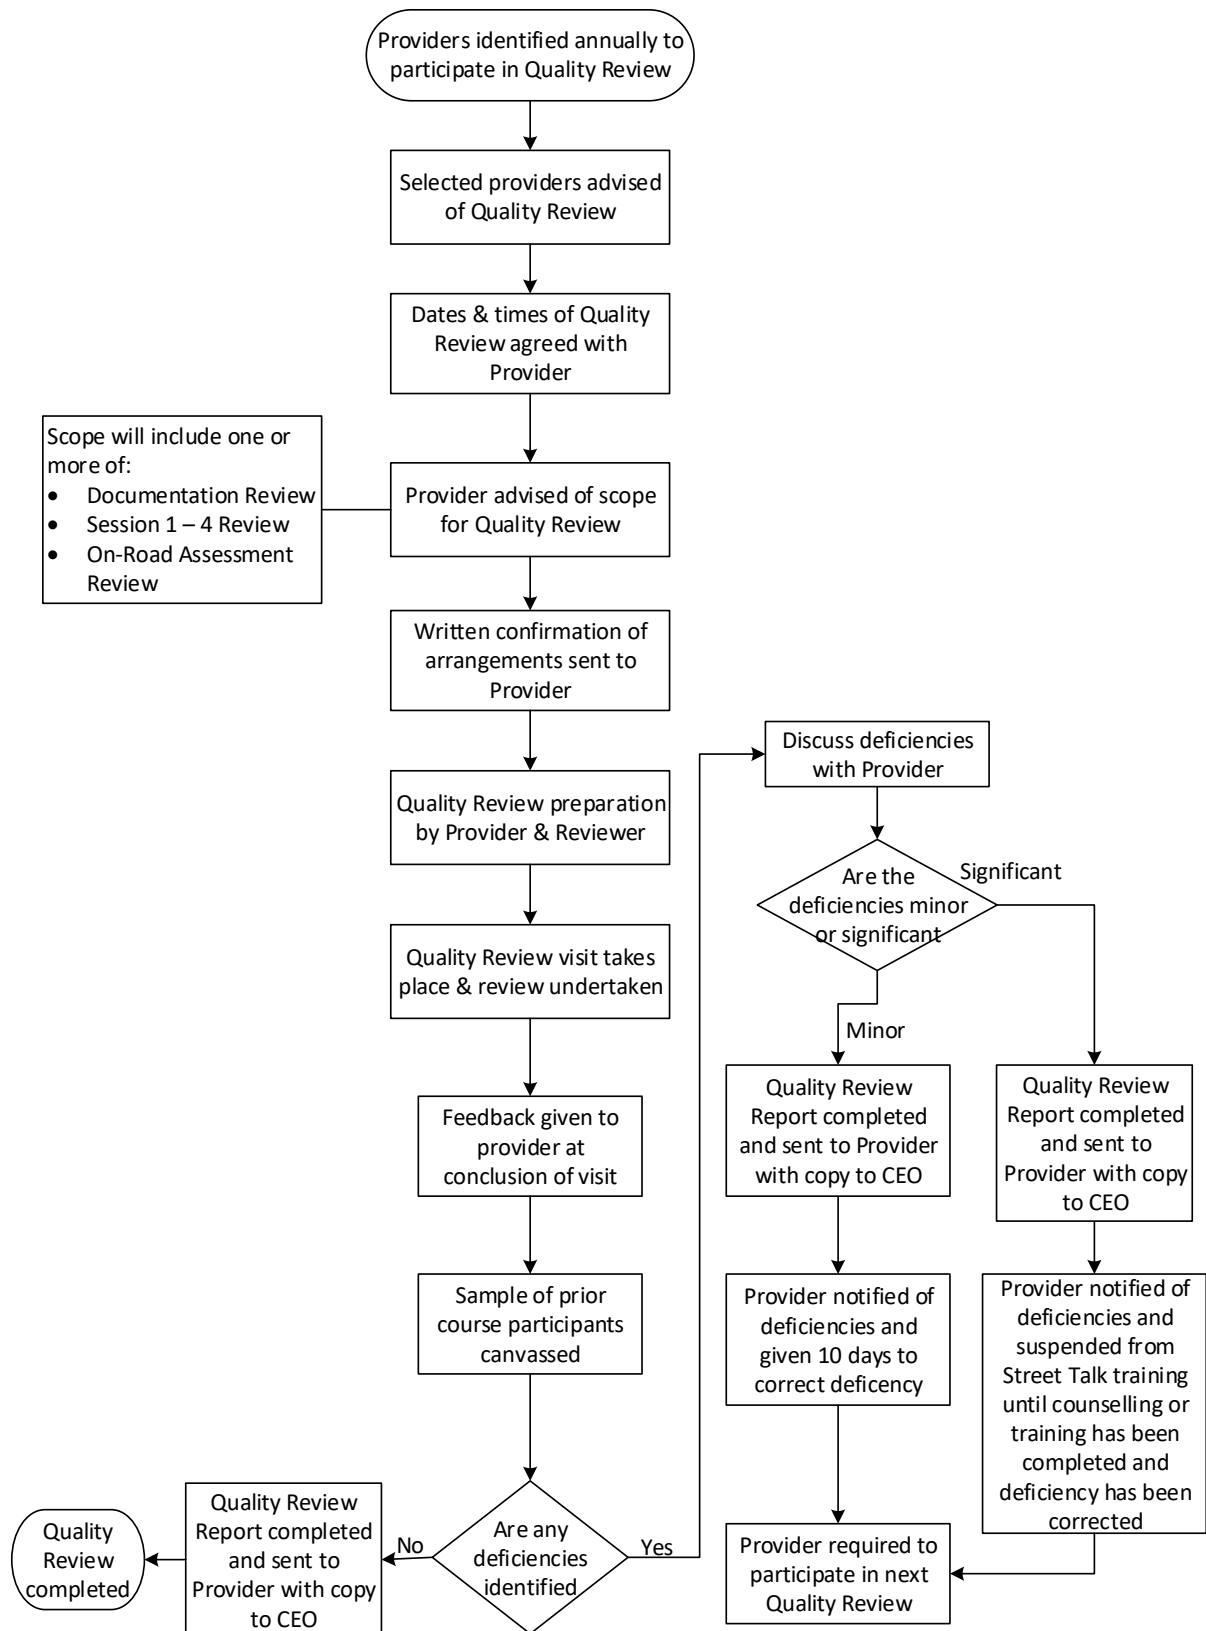 Providers identified annually to
participate in Quality Review
Selected providers advised
of Quality Review
Dates & times of Quality
Review agreed with
Provider
Scope will include one or
more of:
• Documentation Review
• Session 1 – 4 Review
• On-Road Assessment
Review
Provider advised of scope
for Quality Review
Written confirmation of
arrangements sent to
Provider
Quality Review preparation
by Provider & Reviewer
Quality Review visit takes
place & review undertaken
Feedback given to
provider at
conclusion of visit
Sample of prior
course participants
canvassed
Are any
deficiencies
identified
No
Quality Review
Report completed
and sent to
Provider with copy
to CEO
Quality
Review
completed
Yes
Discuss deficiencies
with Provider
Are the
deficiencies minor
or significant
Significant
Minor
Quality Review
Report completed
and sent to Provider
with copy to CEO
Provider notified of
deficiencies and
given 10 days to
correct deficency
Quality Review
Report completed
and sent to
Provider with copy
to CEO
Provider notified of
deficiencies and
suspended from
Street Talk training
until counselling or
training has been
completed and
deficiency has been
corrected
Provider required to
participate in next
Quality Review